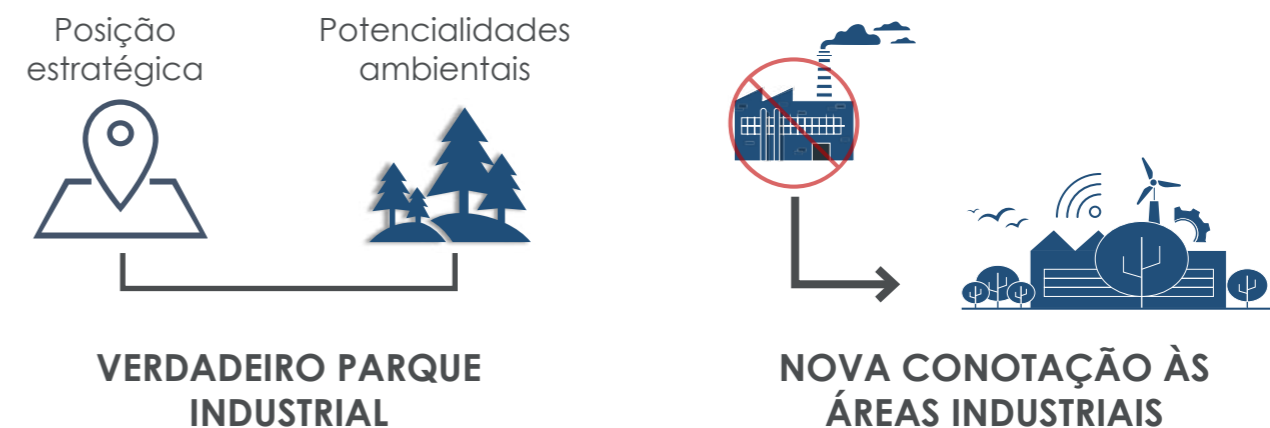 Posição
estratégica
Potencialidades
ambientais
VERDADEIRO PARQUE
INDUSTRIAL
NOVA CONOTAÇÃO ÀS
ÁREAS INDUSTRIAIS